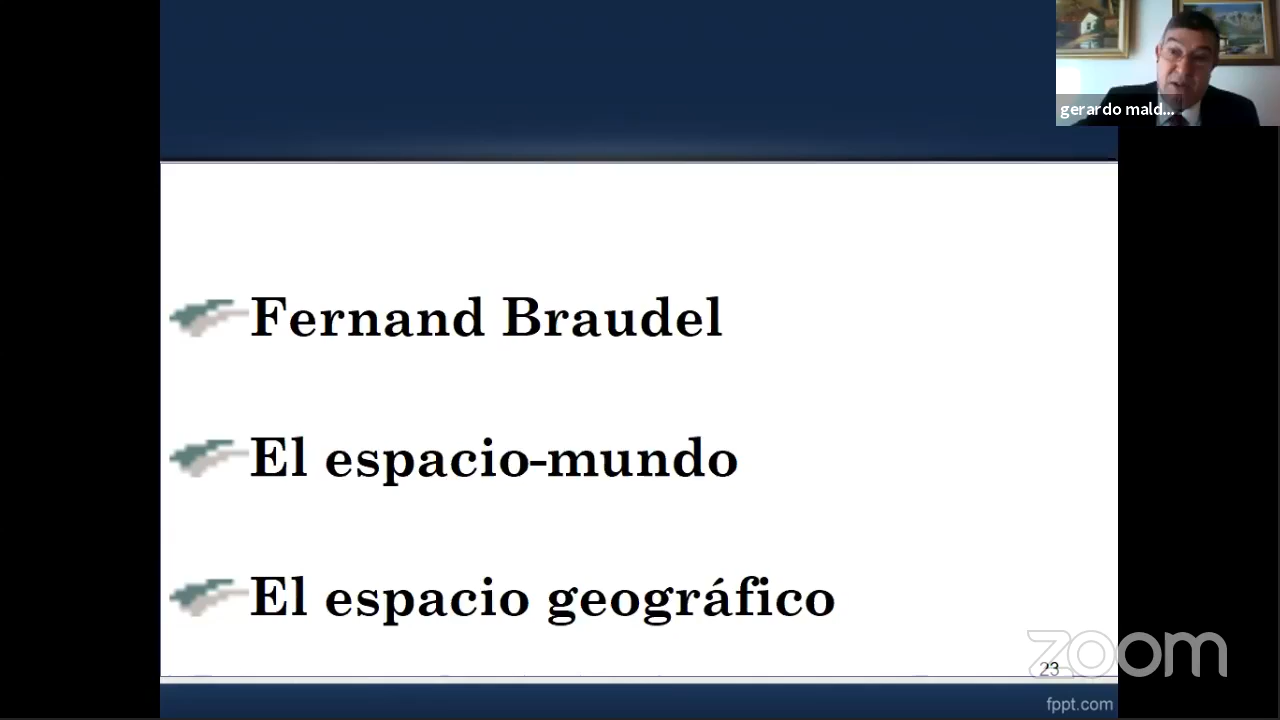 gerardo mald...
Fernand Braudel
El espacio-mundo
El espacio geográfico
zoom
23
fppt.com